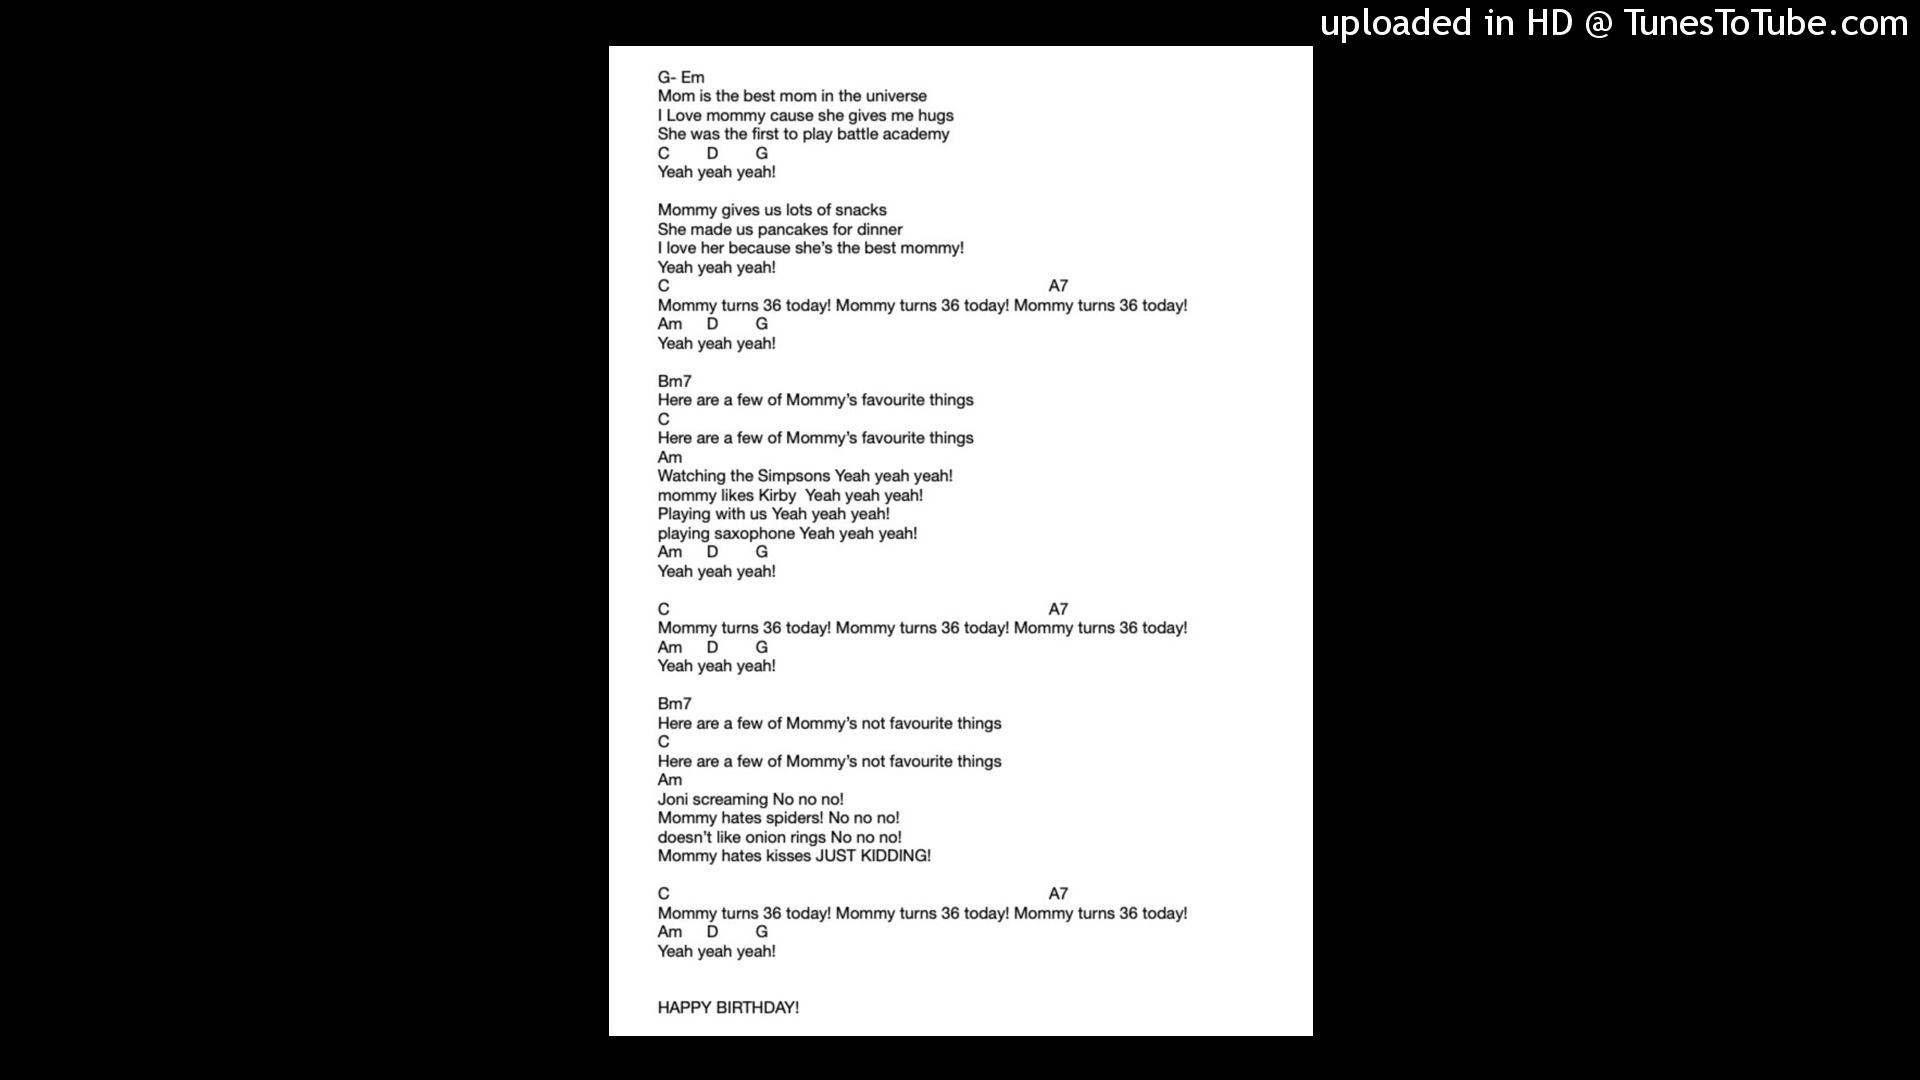 uploaded in HD @ TunesToTube.com
G- Em
Mom is the best mom in the universe
I Love mommy cause she gives me hugs
She was the first to play battle academy
C D G
Yeah yeah yeah!
Mommy gives us lots of snacks
She made us pancakes for dinner
I love her because she’s the best mommy!
Yeah yeah yeah!
C A7
Mommy turns 36 today! Mommy turns 36 today! Mommy turns 36 today!
Am D G
Yeah yeah yeah!
Bm7
Here are a few of Mommy’s favourite things
C
Here are a few of Mommy’s favourite things
Am
Watching the Simpsons Yeah yeah yeah!
mommy likes Kirby  Yeah yeah yeah!
Playing with us Yeah yeah yeah!
playing saxophone Yeah yeah yeah!
Am D G
Yeah yeah yeah!
C A7
Mommy turns 36 today! Mommy turns 36 today! Mommy turns 36 today!
Am D G
Yeah yeah yeah!
Bm7
Here are a few of Mommy’s not favourite things
C
Here are a few of Mommy’s not favourite things
Am
Joni screaming No no no!
Mommy hates spiders! No no no!
doesn’t like onion rings No no no!
Mommy hates kisses JUST KIDDING!
C A7
Mommy turns 36 today! Mommy turns 36 today! Mommy turns 36 today!
Am D G
Yeah yeah yeah!
HAPPY BIRTHDAY!